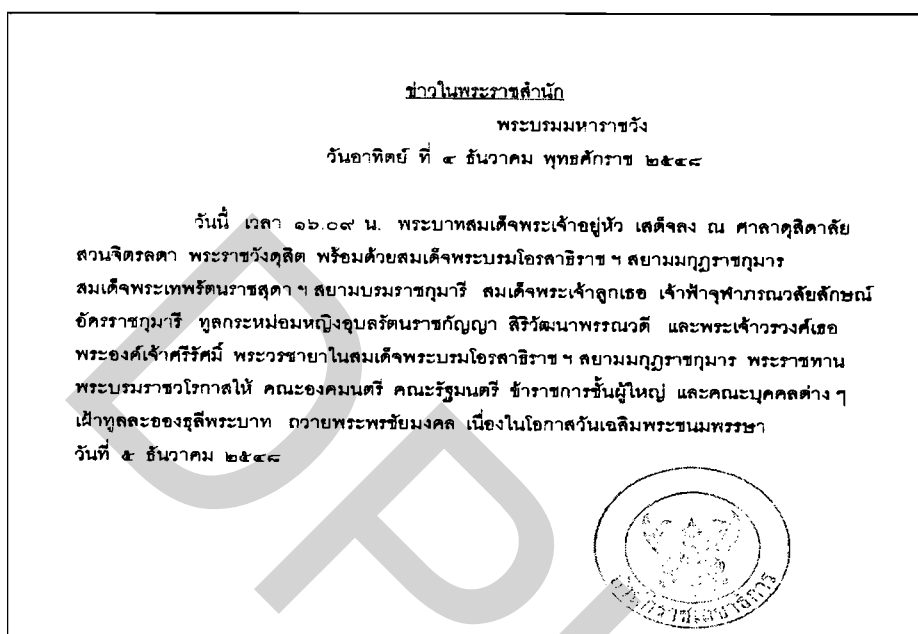 ข่าวในพระราชสำนัก
พระบรมมหาราชวัง
วันอาทิตย์ ที่ ๔ ธันวาคม พุทธศักราช ๒๕๔๘
วันนี้ เวลา ๑๖.๐๙ น. พระบาทสมเด็จพระเจ้าอยู่หัว เสด็จลง ณ ศาลาดุสิดาลัย
สวนจิตรลดา พระราชวังดุสิต พร้อมด้วยสมเด็จพระบรมโอรสาธิราช ฯ สยามมกุฎราชกุมาร
สมเด็จพระเทพรัตนราชสุดา ฯ สยามบรมราชกุมารี สมเด็จพระเจ้าลูกเธอ เจ้าฟ้าจุฬาภรณวลัยลักษณ์
อัครราชกุมารี ทูลกระหม่อมหญิงอุบลรัตนราชกัญญา สิริวัฒนาพรรณวดี และพระเจ้าวรวงศ์เธอ
พระองค์เจ้าศรีรัศมิ์ พระวรชายาในสมเด็จพระบรมโอรสาธิราช ฯ สยามมกุฎราชกุมาร พระราชทาน
พระบรมราชวโรกาสให้ คณะองคมนตรี คณะรัฐมนตรี ข้าราชการชั้นผู้ใหญ่ และคณะบุคคลต่าง ๆ
เฝ้าทูลละอองธุลีพระบาท ถวายพระพรชัยมงคล เนื่องในโอกาสวันเฉลิมพระชนมพรรษา
วันที่ ๕ ธันวาคม ๒๕๔๘
สำนักราชเลขาธิการ